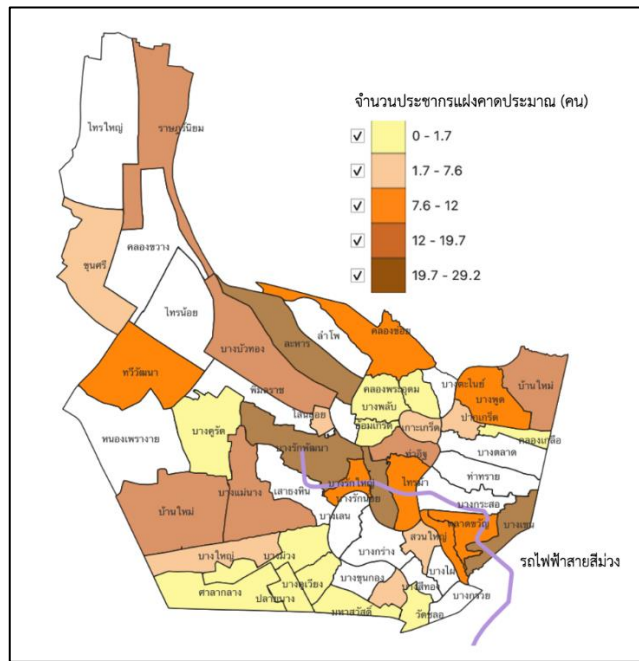 จำนวนประชากรแฝงคาดประมาณ (คน)
0 - 1.7
1.7 - 7.6
7.6 - 12
12 - 19.7
19.7 - 29.2
ไทรใหญ่
ราษฎร์นิยม
คลองขวาง
ขุนศรี
ไทรน้อย
ทวีวัฒนา
บางบัวทอง
ละหาร
ลำโพ
คลองข่อย
พิมลราช
คลองพระอุดม
บางตะไนย์
บางพูด
บ้านใหม่
บางพลับ
ปากเกร็ด
คลองเกลือ
หนองเพรางาย
บางคูรัด
อ้อมเกร็ด
เกาะเกร็ด
บางตลาด
บางรักพัฒนา
ท่าอิฐ
ท่าทราย
บางแม่นาง
เสาธงหิน
บางรักใหญ่
ไทรม้า
บางรักน้อย
บางกระสอ
บ้านใหม่
บางเลน
สวนใหญ่
ตลาดขวัญ
บางเขน
บางใหญ่
บางม่วง
บางกร่าง
บางไผ่
รถไฟฟ้าสายสีม่วง
ศาลากลาง
บางคูเวียง
บางขุนกอง
บางสีทอง
บางกรวย
ปลายบาง
มหาสวัสดิ์
วัดชลอ